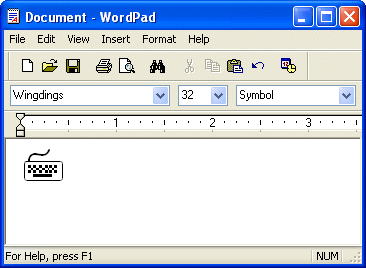 Document - WordPad
File Edit View Insert Format Help
Wingdings 32 Symbol
1 2 3
For Help, press F1 NUM